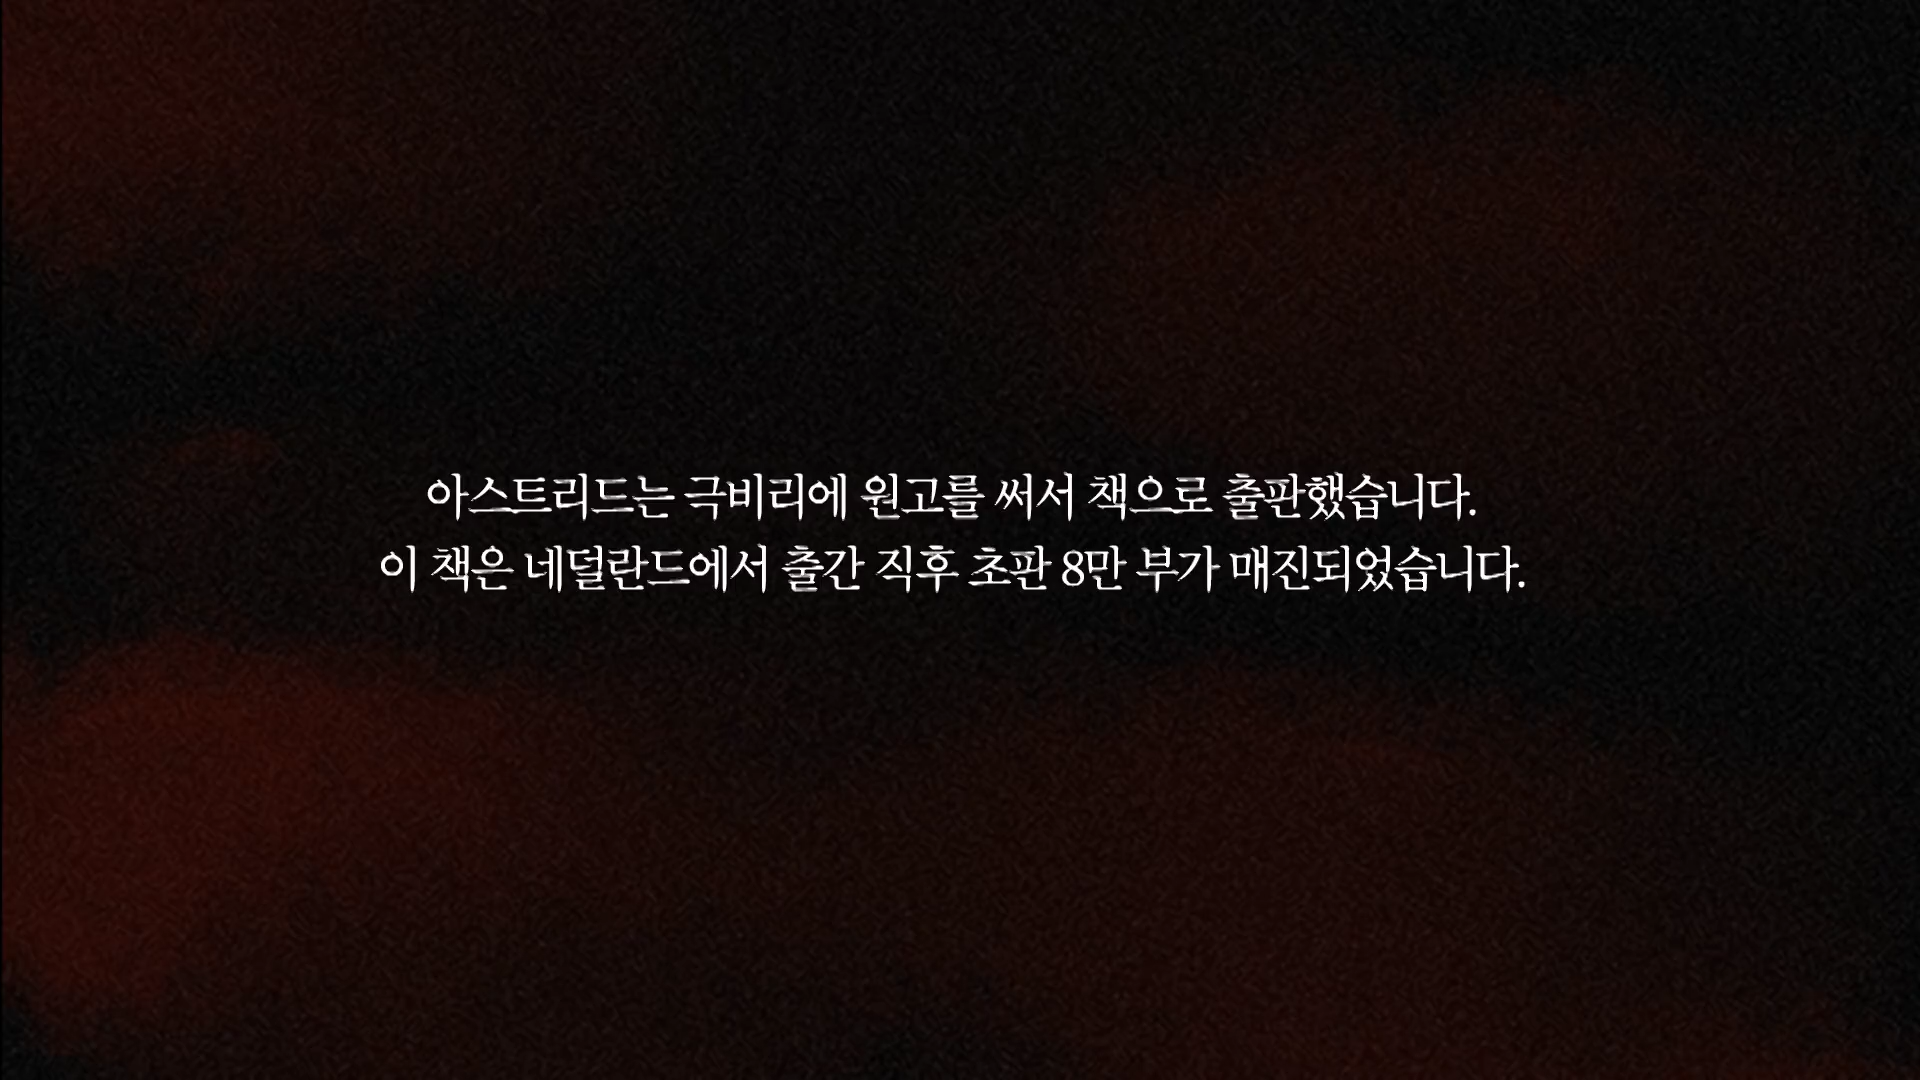 아스트리드는 극비리에 원고를 써서 책으로 출판했습니다.
이 책은 네덜란드에서 출간 직후 초판 8만 부가 매진되었습니다.